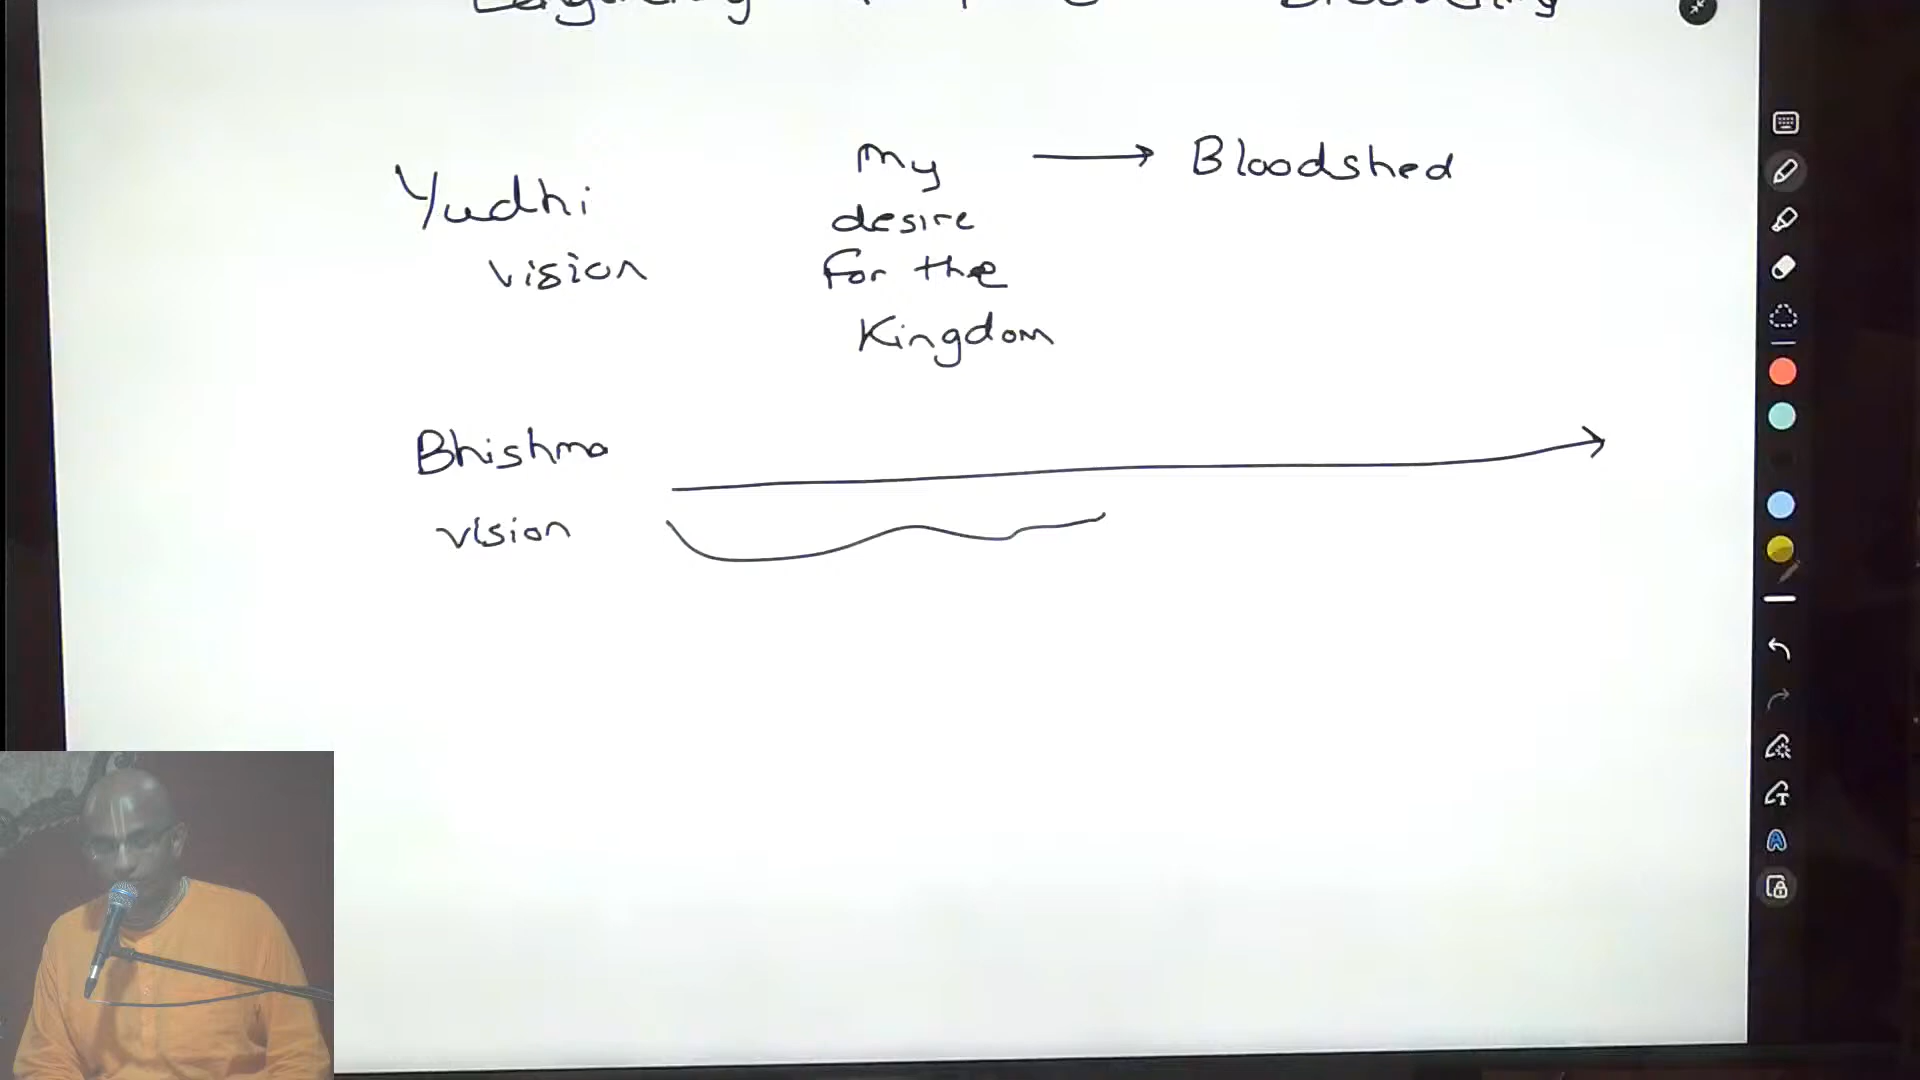 Yudhi
vision
My → Bloodshed
desire
for the
Kingdom
Bhishma
vision